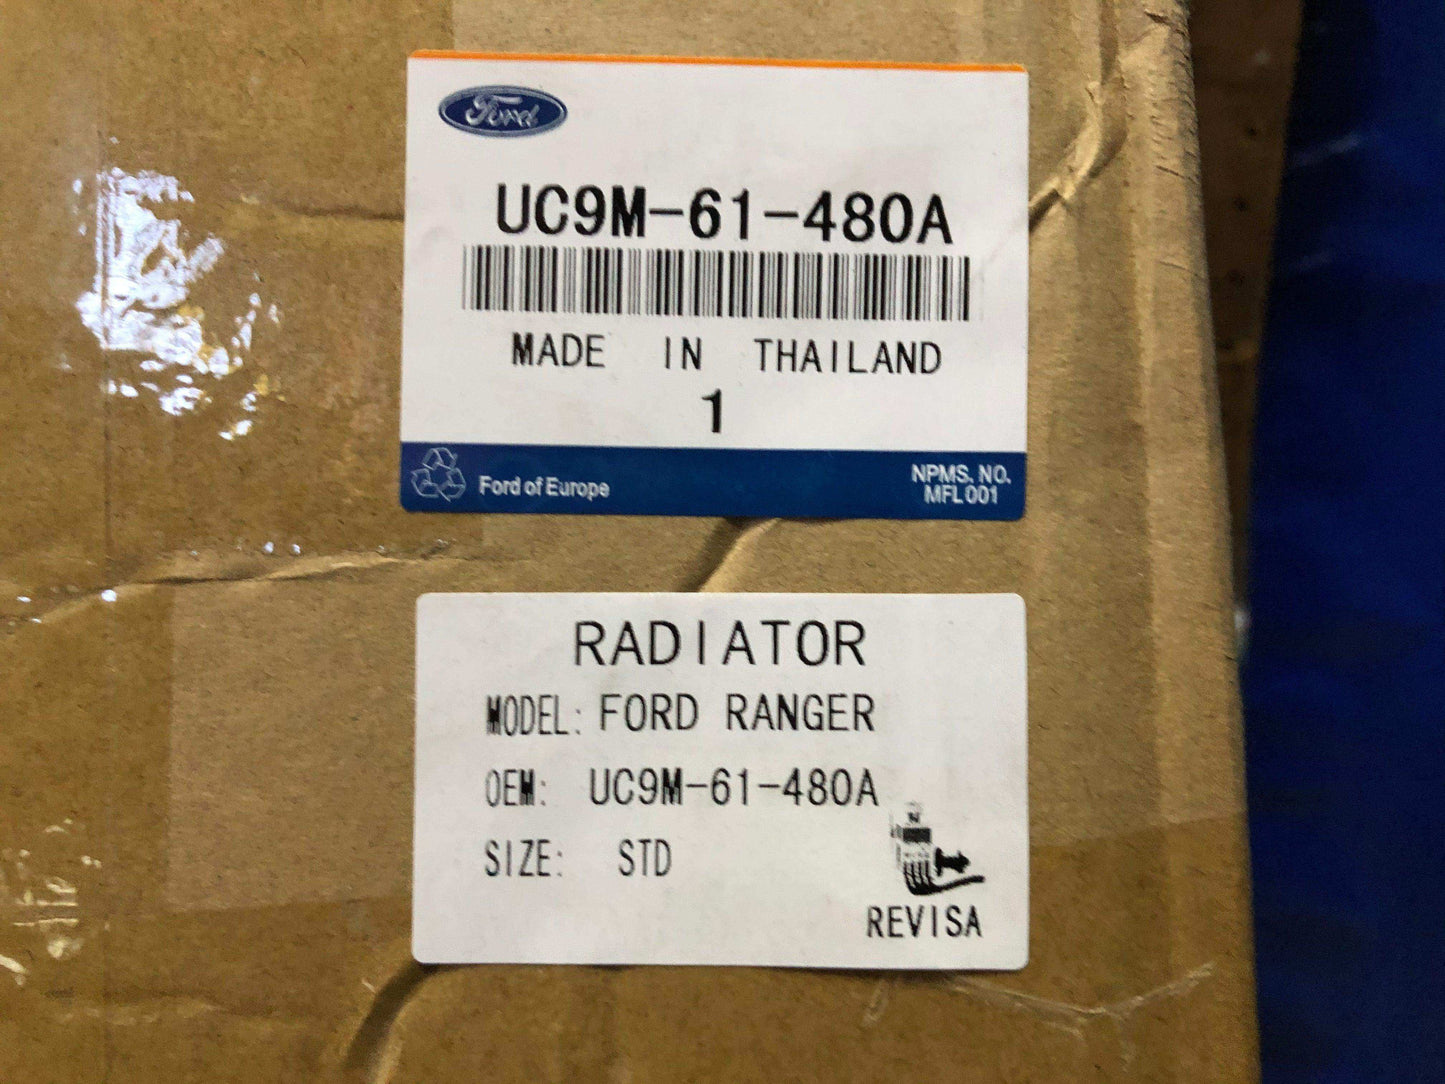 Ford
UC9M-61-480A
MADE IN THAILAND
1
Ford of Europe
NPMS. NO.
MFL001
RADIATOR
MODEL: FORD RANGER
OEM: UC9M-61-480A
SIZE: STD
REVISA